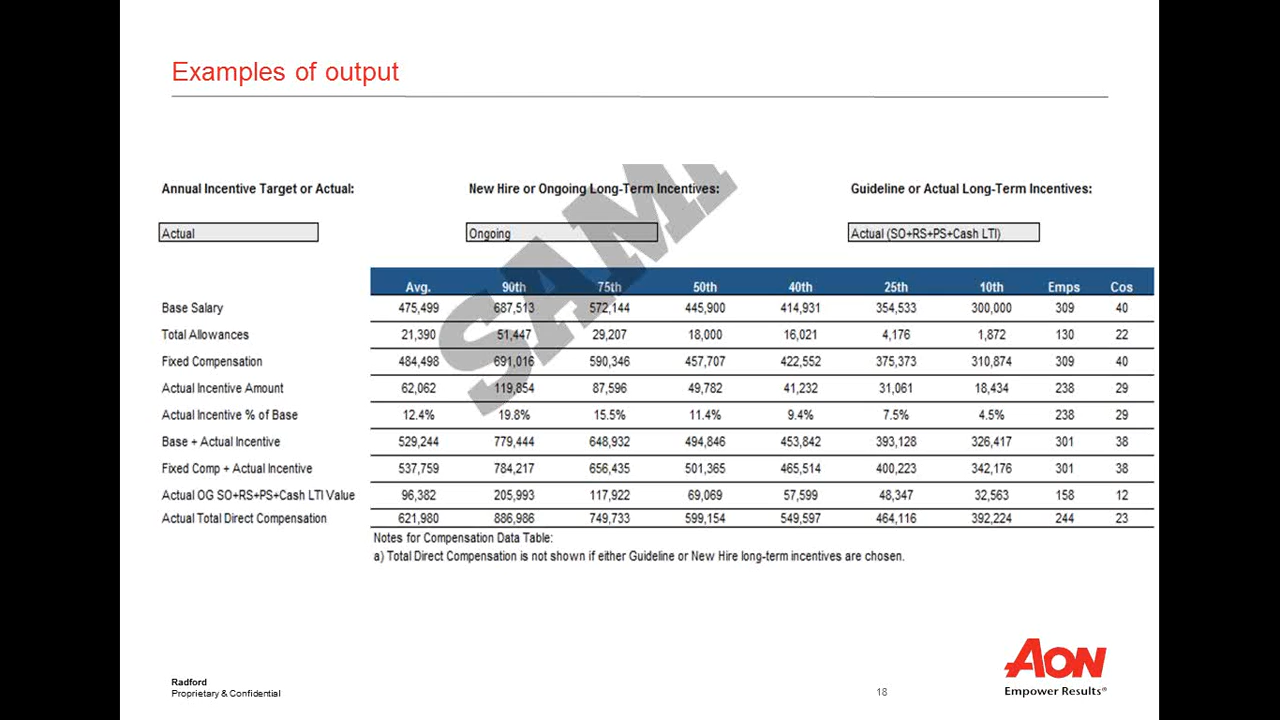 Examples of output
Annual Incentive Target or Actual: New Hire or Ongoing Long-Term Incentives: Guideline or Actual Long-Term Incentives:
Actual Ongoing Actual (SO+RS+PS+Cash LTI)
Avg. 90th 75th 50th 40th 25th 10th Emps Cos
Base Salary 475,499 687,513 572,144 445,900 414,931 354,533 300,000 309 40
Total Allowances 21,390 51,447 29,207 18,000 16,021 4,176 1,872 130 22
Fixed Compensation 484,498 691,016 590,346 457,707 422,552 375,373 310,874 309 40
Actual Incentive Amount 62,062 119,854 87,596 49,782 41,232 31,061 18,434 238 29
Actual Incentive % of Base 12.4% 19.8% 15.5% 11.4% 9.4% 7.5% 4.5% 238 29
Base + Actual Incentive 529,244 779,444 648,932 494,846 453,842 393,128 326,417 301 38
Fixed Comp + Actual Incentive 537,759 784,217 656,435 501,365 465,514 400,223 342,176 301 38
Actual OG SO+RS+PS+Cash LTI Value 96,382 205,993 117,922 69,069 57,599 48,347 32,563 158 12
Actual Total Direct Compensation 621,980 886,986 749,733 599,154 549,597 464,116 392,224 244 23
Notes for Compensation Data Table:
a) Total Direct Compensation is not shown if either Guideline or New Hire long-term incentives are chosen.
Radford
Proprietary & Confidential
18
AON
Empower Results®